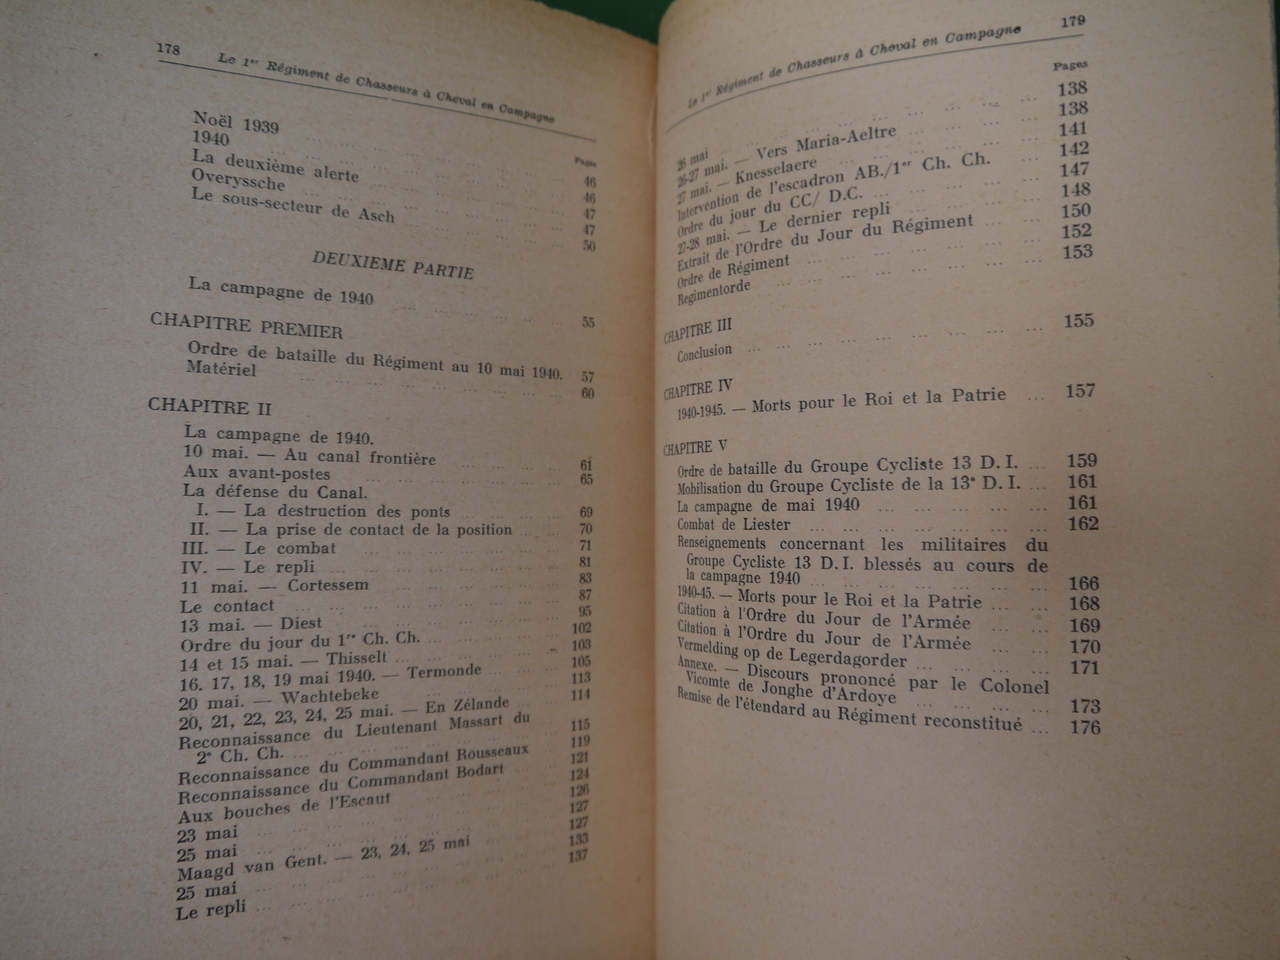 178
Le 1er Régiment de Chasseurs à Cheval en Campagne
Pages
Noël 1939 ... 46
1940 ... 46
La deuxième alerte ... 47
Overyssche ... 47
Le sous-secteur de Asch ... 50
DEUXIEME PARTIE
La campagne de 1940 ... 55
CHAPITRE PREMIER
Ordre de bataille du Régiment au 10 mai 1940. 57
Matériel ... 60
CHAPITRE II
La campagne de 1940.
10 mai. — Au canal frontière ... 61
Aux avant-postes ... 65
La défense du Canal.
I. — La destruction des ponts ... 69
II. — La prise de contact de la position ... 70
III. — Le combat ... 71
IV. — Le repli ... 81
11 mai. — Cortessem ... 83
Le contact ... 87
13 mai. — Diest ... 95
Ordre du jour du 1er Ch. Ch. ... 102
14 et 15 mai. — Thisselt ... 103
16. 17, 18, 19 mai 1940. — Termonde ... 105
20 mai. — Wachtebeke ... 113
20, 21, 22, 23, 24, 25 mai. — En Zélande ... 114
Reconnaissance du Lieutenant Massart du
2e Ch. Ch. ... 115
Reconnaissance du Commandant Rousseaux ... 119
Reconnaissance du Commandant Bodart ... 121
Aux bouches de l'Escaut ... 124
23 mai ... 126
25 mai ... 127
Maagd van Gent. — 23, 24, 25 mai ... 127
25 mai ... 133
Le repli ... 137
Le 1er Régiment de Chasseurs à Cheval en Campagne
179
Pages
26 mai ... 138
26-27 mai. — Vers Maria-Aeltre ... 138
27 mai. — Knesselaere ... 141
Intervention de l'escadron AB./1er Ch. Ch. ... 142
Ordre du jour du CC/ D.C. ... 147
27-28 mai. — Le dernier repli ... 148
Extrait de l'Ordre du Jour du Régiment ... 150
Ordre de Régiment ... 152
Regimentorde ... 153
CHAPITRE III
Conclusion ... 155
CHAPITRE IV
1940-1945. — Morts pour le Roi et la Patrie ... 157
CHAPITRE V
Ordre de bataille du Groupe Cycliste 13 D. I. ... 159
Mobilisation du Groupe Cycliste de la 13e D. I. ... 161
La campagne de mai 1940 ... 161
Combat de Liester ... 162
Renseignements concernant les militaires du
Groupe Cycliste 13 D. I. blessés au cours de
la campagne 1940 ... 166
1940-45. — Morts pour le Roi et la Patrie ... 168
Citation à l'Ordre du Jour de l'Armée ... 169
Citation à l'Ordre du Jour de l'Armée ... 170
Vermelding op de Legerdagorder ... 171
Annexe. — Discours prononcé par le Colonel
Vicomte de Jonghe d'Ardoye ... 173
Remise de l'étendard au Régiment reconstitué ... 176